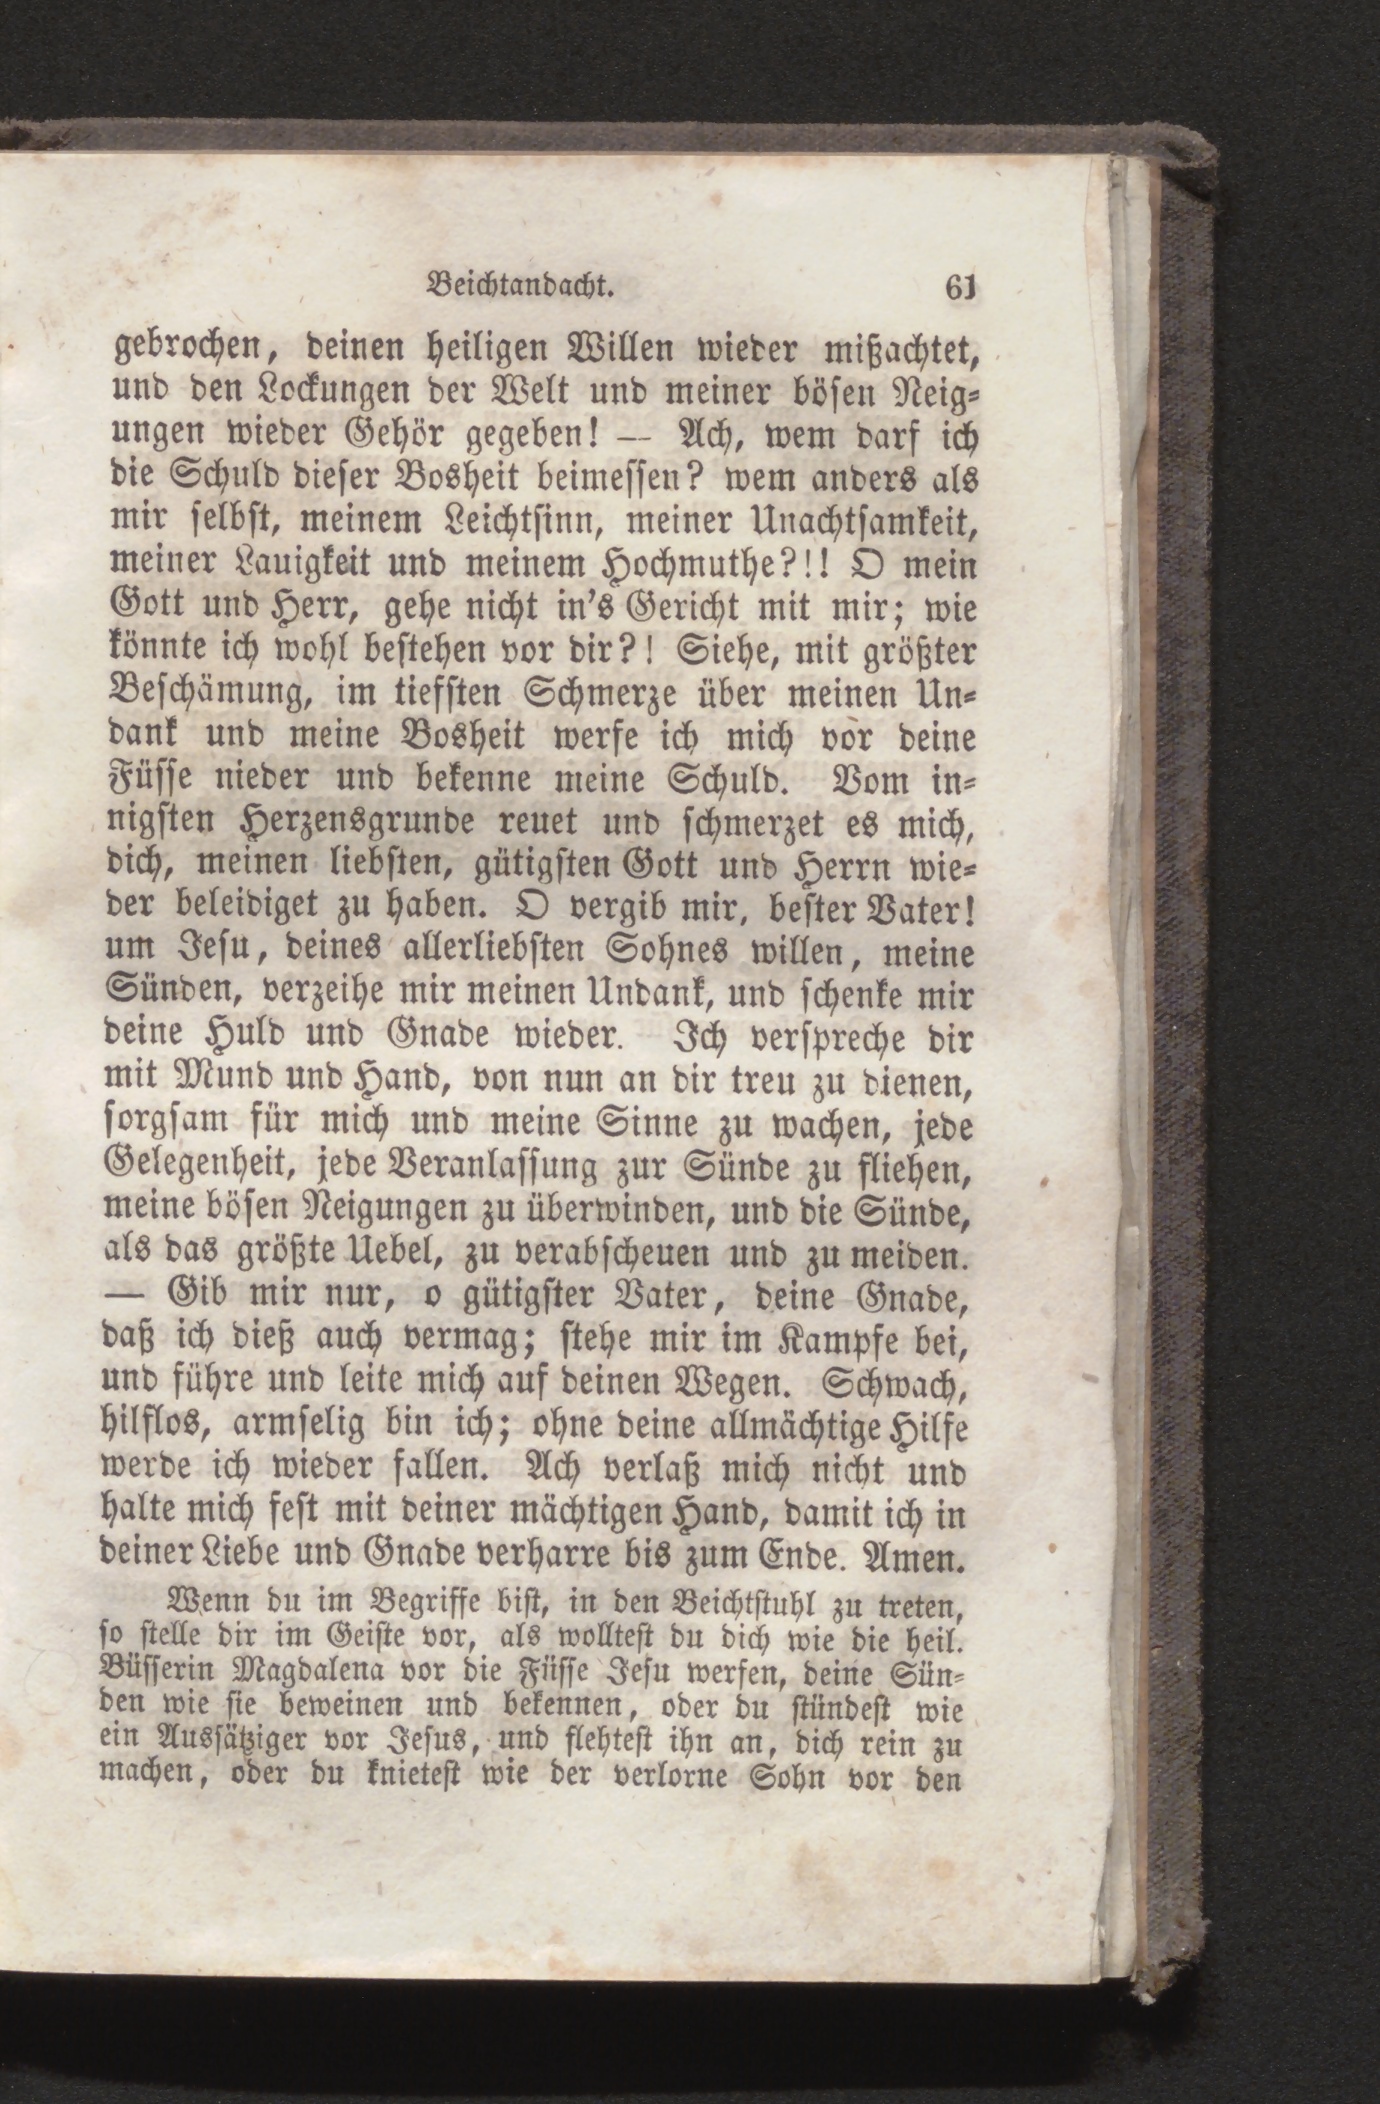 Beichtandacht. 61
gebrochen, deinen heiligen Willen wieder mißachtet,
und den Lockungen der Welt und meiner bösen Neig-
ungen wieder Gehör gegeben! — Ach, wem darf ich
die Schuld dieser Bosheit beimessen? wem anders als
mir selbst, meinem Leichtsinn, meiner Unachtsamkeit,
meiner Lauigkeit und meinem Hochmuthe?!! O mein
Gott und Herr, gehe nicht in's Gericht mit mir; wie
könnte ich wohl bestehen vor dir?! Siehe, mit größter
Beschämung, im tiefsten Schmerze über meinen Un-
dank und meine Bosheit werfe ich mich vor deine
Füsse nieder und bekenne meine Schuld. Vom in-
nigsten Herzensgrunde reuet und schmerzet es mich,
dich, meinen liebsten, gütigsten Gott und Herrn wie-
der beleidiget zu haben. O vergib mir, bester Vater!
um Jesu, deines allerliebsten Sohnes willen, meine
Sünden, verzeihe mir meinen Undank, und schenke mir
deine Huld und Gnade wieder. Ich verspreche dir
mit Mund und Hand, von nun an dir treu zu dienen,
sorgsam für mich und meine Sinne zu wachen, jede
Gelegenheit, jede Veranlassung zur Sünde zu fliehen,
meine bösen Neigungen zu überwinden, und die Sünde,
als das größte Uebel, zu verabscheuen und zu meiden.
— Gib mir nur, o gütigster Vater, deine Gnade,
daß ich dieß auch vermag; stehe mir im Kampfe bei,
und führe und leite mich auf deinen Wegen. Schwach,
hilflos, armselig bin ich; ohne deine allmächtige Hilfe
werde ich wieder fallen. Ach verlaß mich nicht und
halte mich fest mit deiner mächtigen Hand, damit ich in
deiner Liebe und Gnade verharre bis zum Ende. Amen.
Wenn du im Begriffe bist, in den Beichtstuhl zu treten,
so stelle dir im Geiste vor, als wolltest du dich wie die heil.
Büsserin Magdalena vor die Füsse Jesu werfen, deine Sün-
den wie sie beweinen und bekennen, oder du stündest wie
ein Aussätziger vor Jesus, und flehtest ihn an, dich rein zu
machen, oder du knietest wie der verlorne Sohn vor den